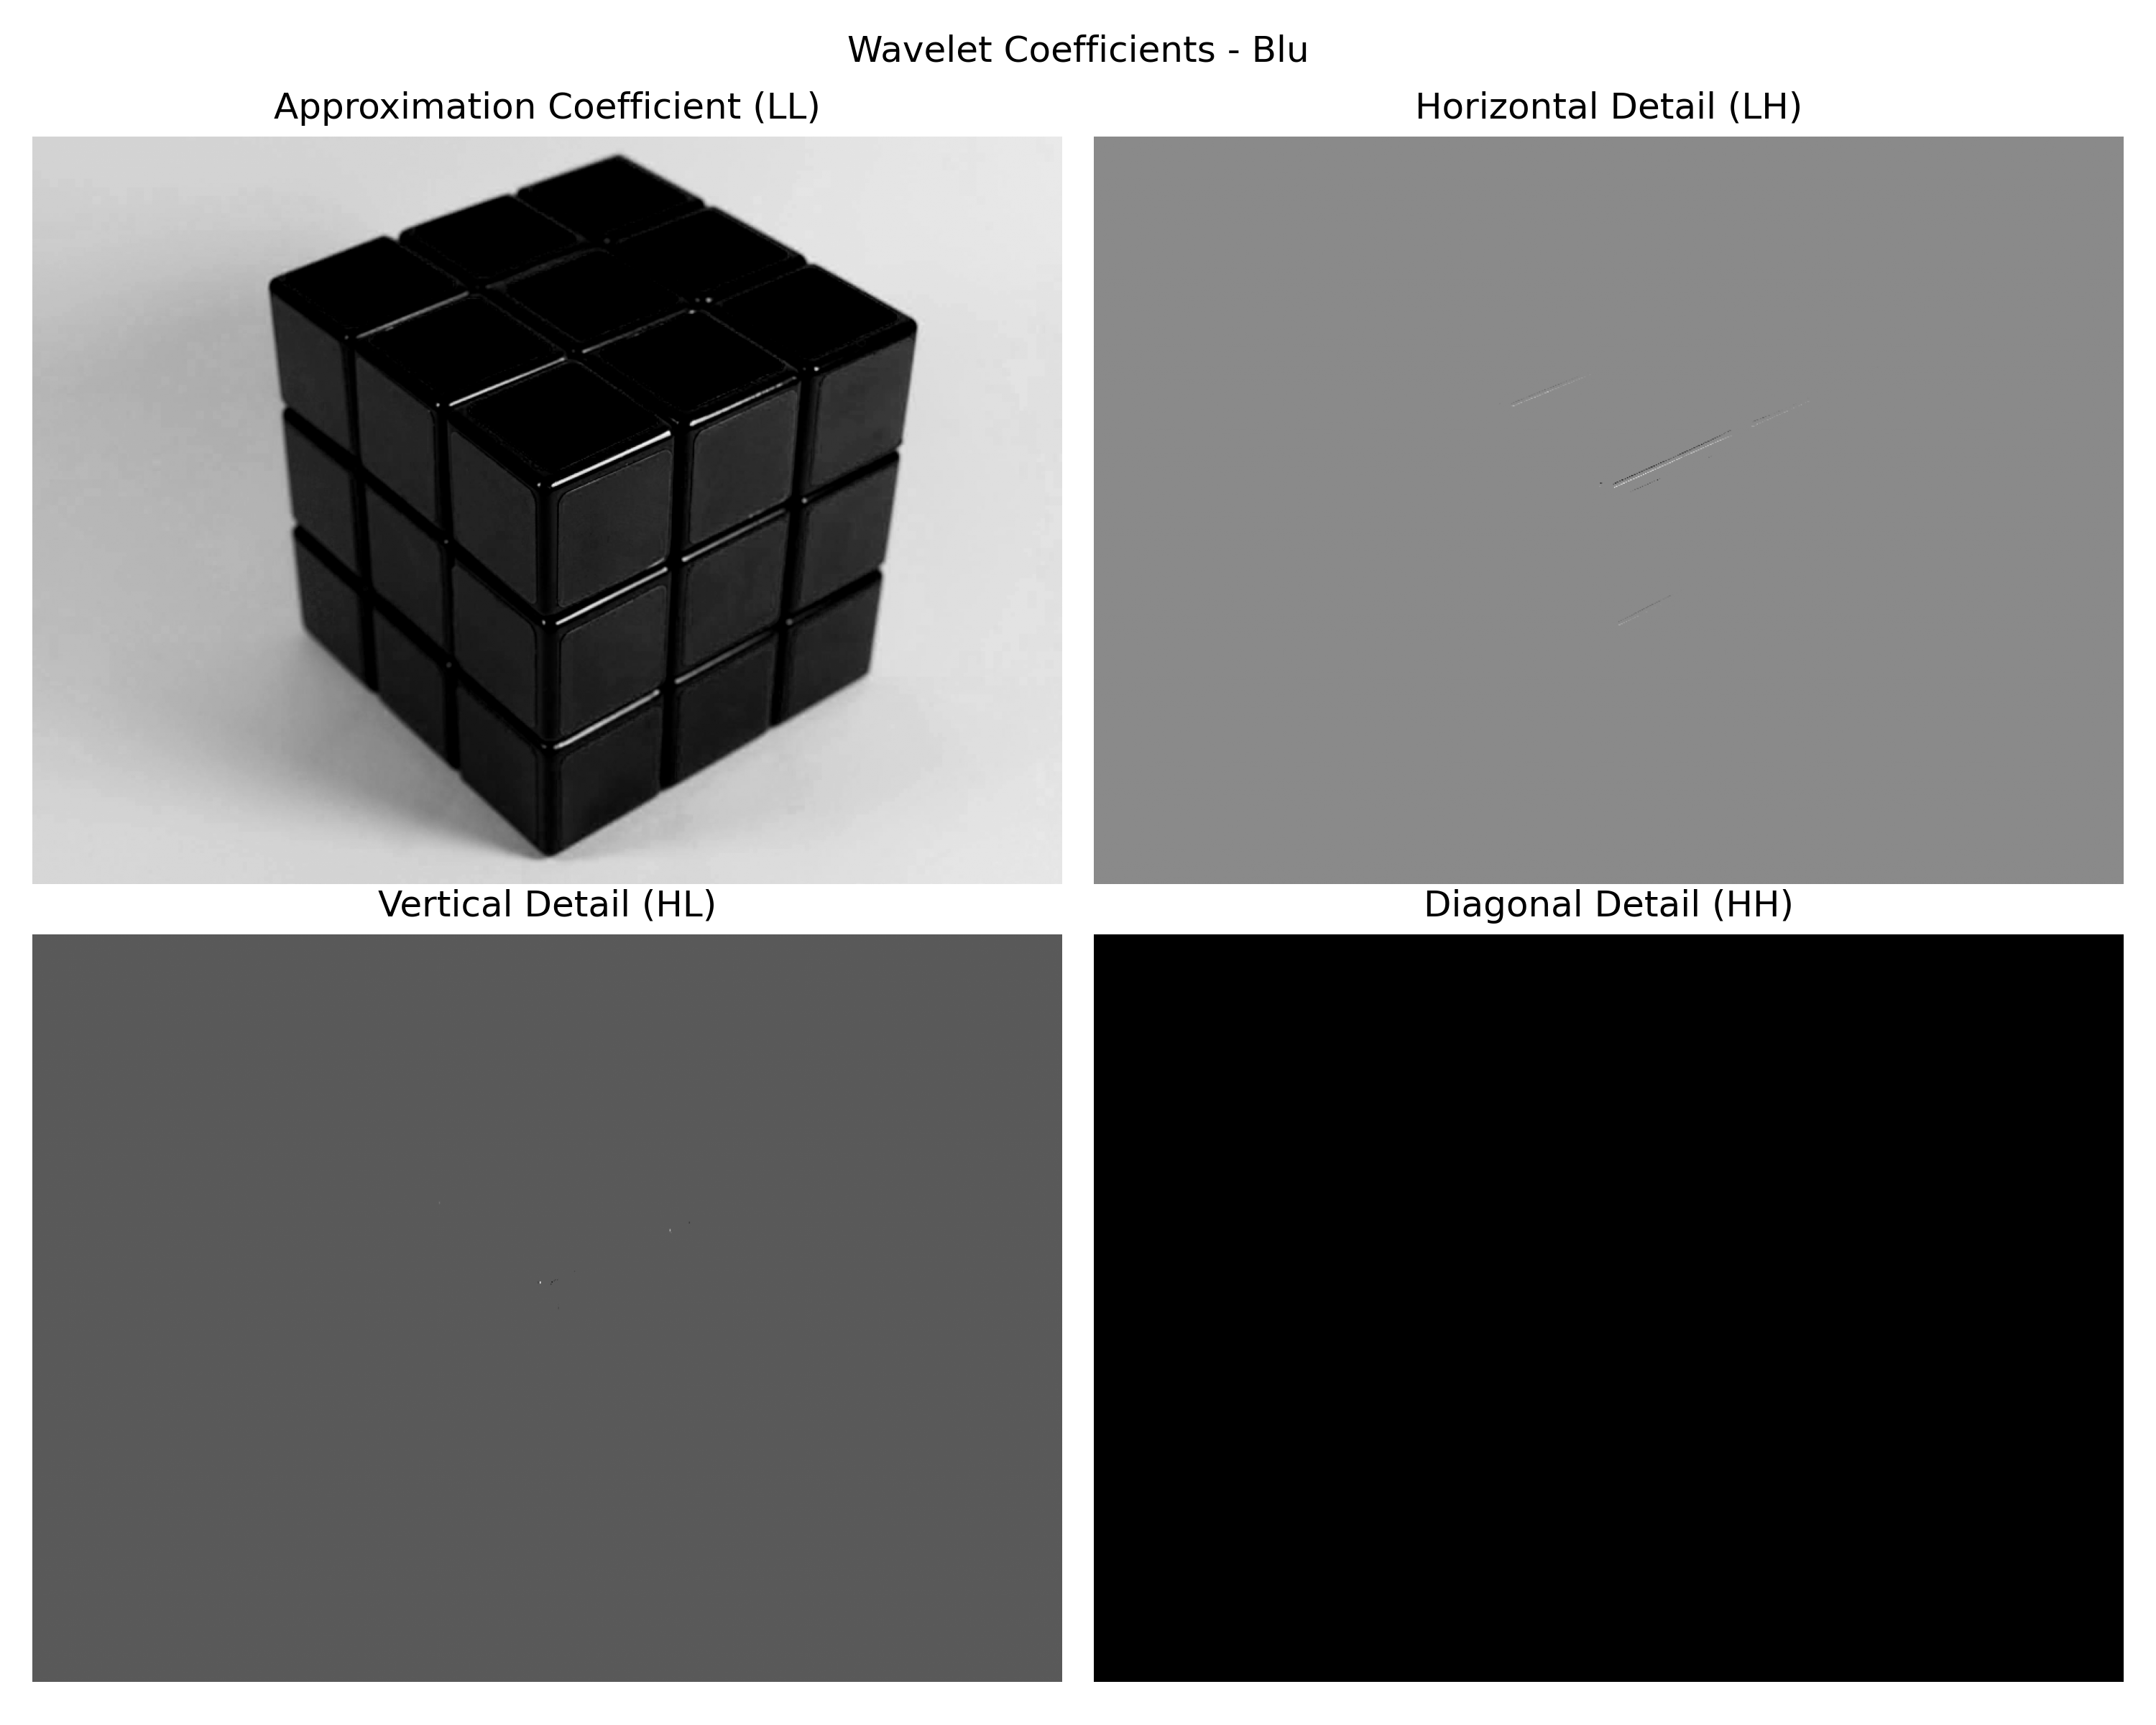 Wavelet Coefficients - Blu
Approximation Coefficient (LL)
Horizontal Detail (LH)
Vertical Detail (HL)
Diagonal Detail (HH)